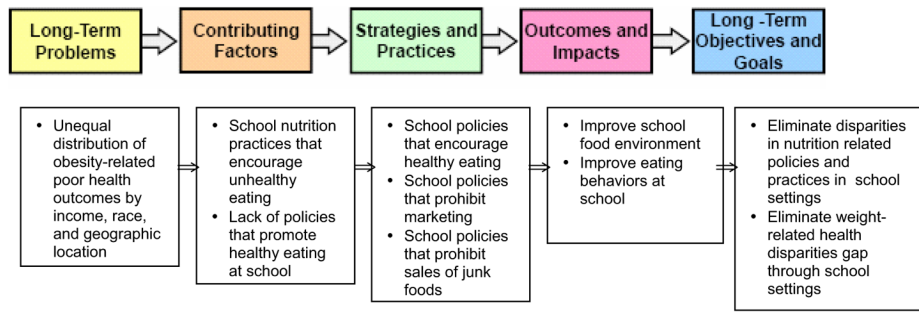 Long-Term
Problems
Contributing
Factors
Strategies and
Practices
Outcomes and
Impacts
Long -Term
Objectives and
Goals
• Unequal
distribution of
obesity-related
poor health
outcomes by
income, race,
and geographic
location
• School nutrition
practices that
encourage
unhealthy
eating
• Lack of policies
that promote
healthy eating
at school
• School policies
that encourage
healthy eating
• School policies
that prohibit
marketing
• School policies
that prohibit
sales of junk
foods
• Improve school
food environment
• Improve eating
behaviors at
school
• Eliminate disparities
in nutrition related
policies and
practices in school
settings
• Eliminate weight-
related health
disparities gap
through school
settings